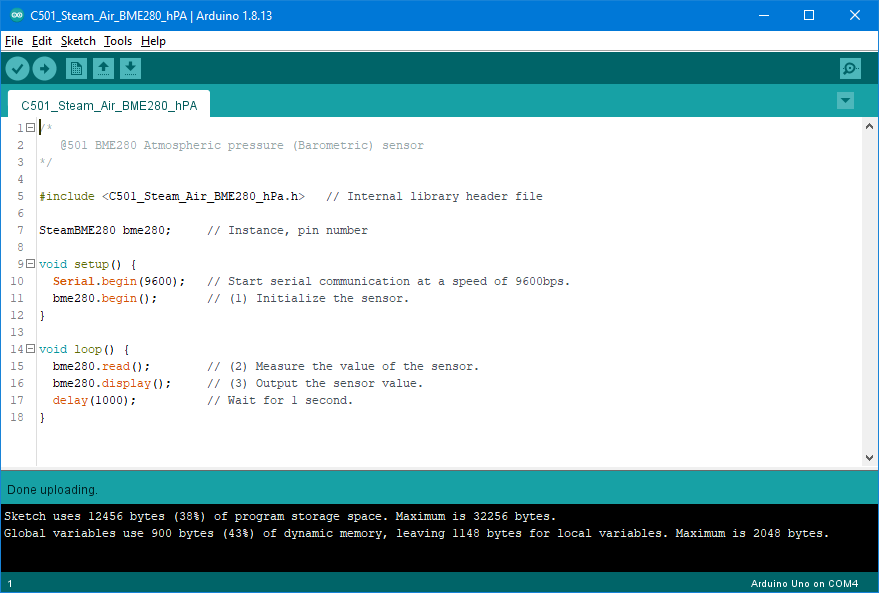 C501_Steam_Air_BME280_hPA | Arduino 1.8.13
File Edit Sketch Tools Help
C501_Steam_Air_BME280_hPA
1 /*
2 @501 BME280 Atmospheric pressure (Barometric) sensor
3 */
4
5 #include <C501_Steam_Air_BME280_hPa.h> // Internal library header file
6
7 SteamBME280 bme280; // Instance, pin number
8
9 void setup() {
10 Serial.begin(9600); // Start serial communication at a speed of 9600bps.
11 bme280.begin(); // (1) Initialize the sensor.
12 }
13
14 void loop() {
15 bme280.read(); // (2) Measure the value of the sensor.
16 bme280.display(); // (3) Output the sensor value.
17 delay(1000); // Wait for 1 second.
18 }
Done uploading.
Sketch uses 12456 bytes (38%) of program storage space. Maximum is 32256 bytes.
Global variables use 900 bytes (43%) of dynamic memory, leaving 1148 bytes for local variables. Maximum is 2048 bytes.
1 Arduino Uno on COM4